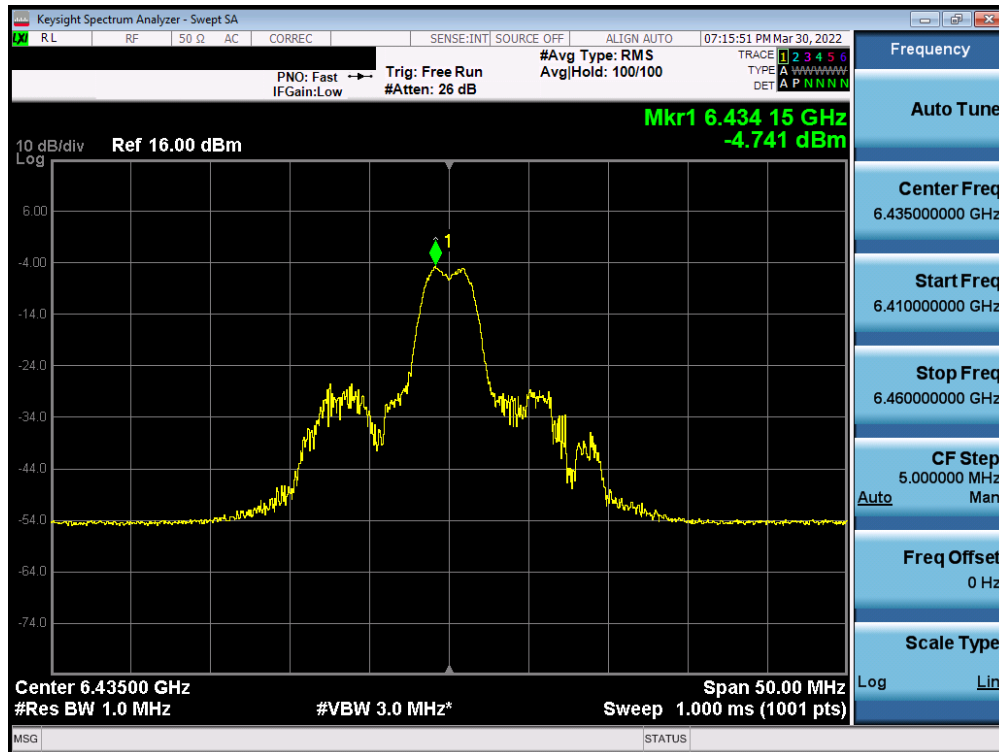 Keysight Spectrum Analyzer - Swept SA
LXI RL RF 50 Ω AC CORREC SENSE:INT SOURCE OFF ALIGN AUTO 07:15:51 PM Mar 30, 2022
PNO: Fast Trig: Free Run #Avg Type: RMS TRACE 1 2 3 4 5 6
IFGain:Low #Atten: 26 dB Avg|Hold: 100/100 TYPE A WWWWW
DET A P N N N N
Mkr1 6.434 15 GHz
-4.741 dBm
10 dB/div Ref 16.00 dBm
Log
1
6.00
-4.00
-14.0
-24.0
-34.0
-44.0
-54.0
-64.0
-74.0
Center 6.43500 GHz Span 50.00 MHz
#Res BW 1.0 MHz #VBW 3.0 MHz* Sweep 1.000 ms (1001 pts)
MSG STATUS
Frequency
Auto Tune
Center Freq
6.435000000 GHz
Start Freq
6.410000000 GHz
Stop Freq
6.460000000 GHz
CF Step
5.000000 MHz
Auto Man
Freq Offset
0 Hz
Scale Type
Log Lin